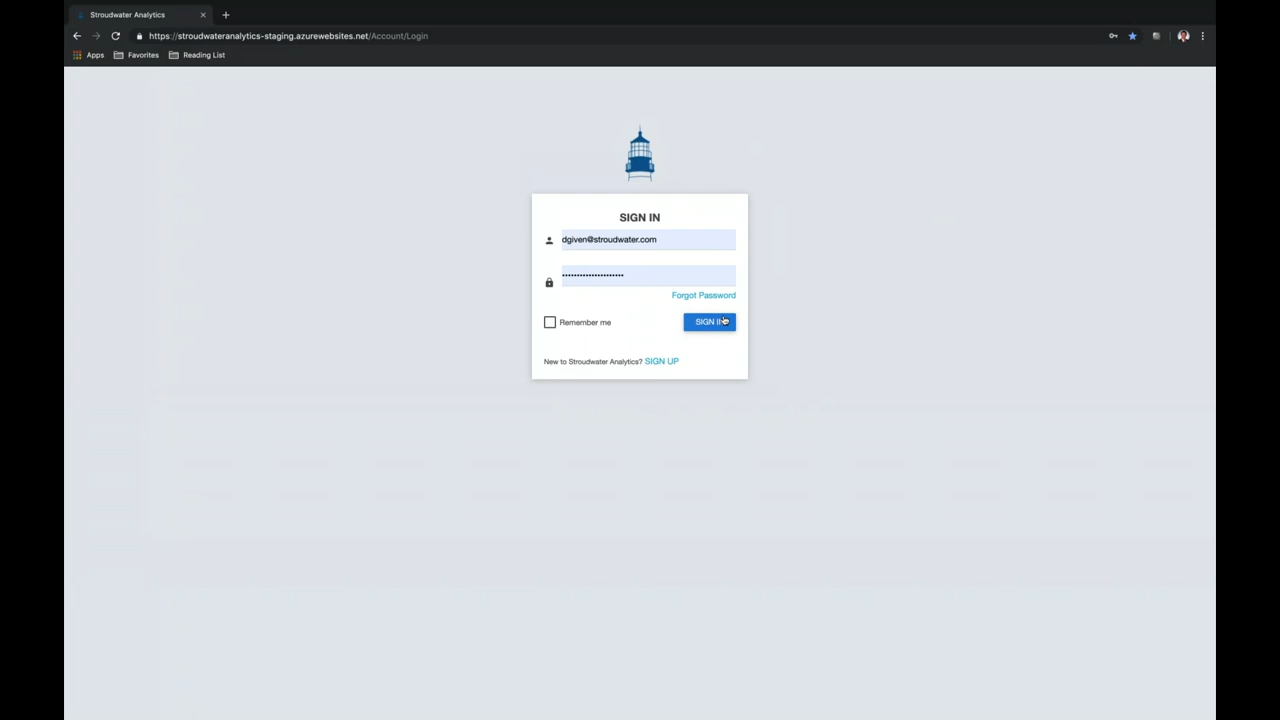 Stroudwater Analytics
https://stroudwateranalytics-staging.azurewebsites.net/Account/Login
Apps Favorites Reading List
SIGN IN
dgiven@stroudwater.com
Forgot Password
Remember me SIGN IN
New to Stroudwater Analytics? SIGN UP